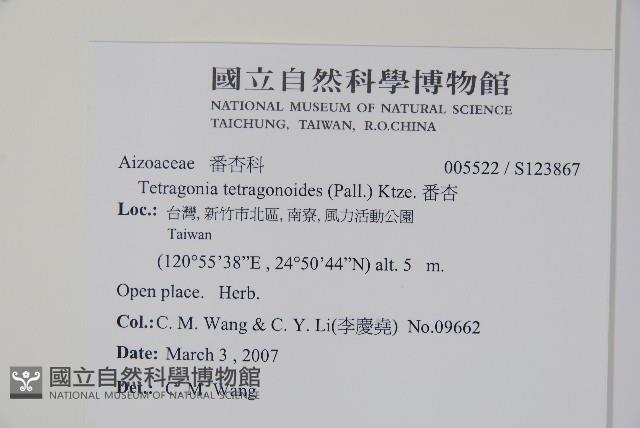 國立自然科學博物館
NATIONAL MUSEUM OF NATURAL SCIENCE
TAICHUNG, TAIWAN, R.O.CHINA
Aizoaceae 番杏科 005522 / S123867
Tetragonia tetragonoides (Pall.) Ktze. 番杏
Loc.: 台灣, 新竹市北區, 南寮, 風力活動公園
Taiwan
(120°55’38”E , 24°50’44”N) alt. 5 m.
Open place. Herb.
Col.: C. M. Wang & C. Y. Li(李慶堯) No.09662
Date: March 3 , 2007
Det.: C. M. Wang
國立自然科學博物館
NATIONAL MUSEUM OF NATURAL SCIENCE